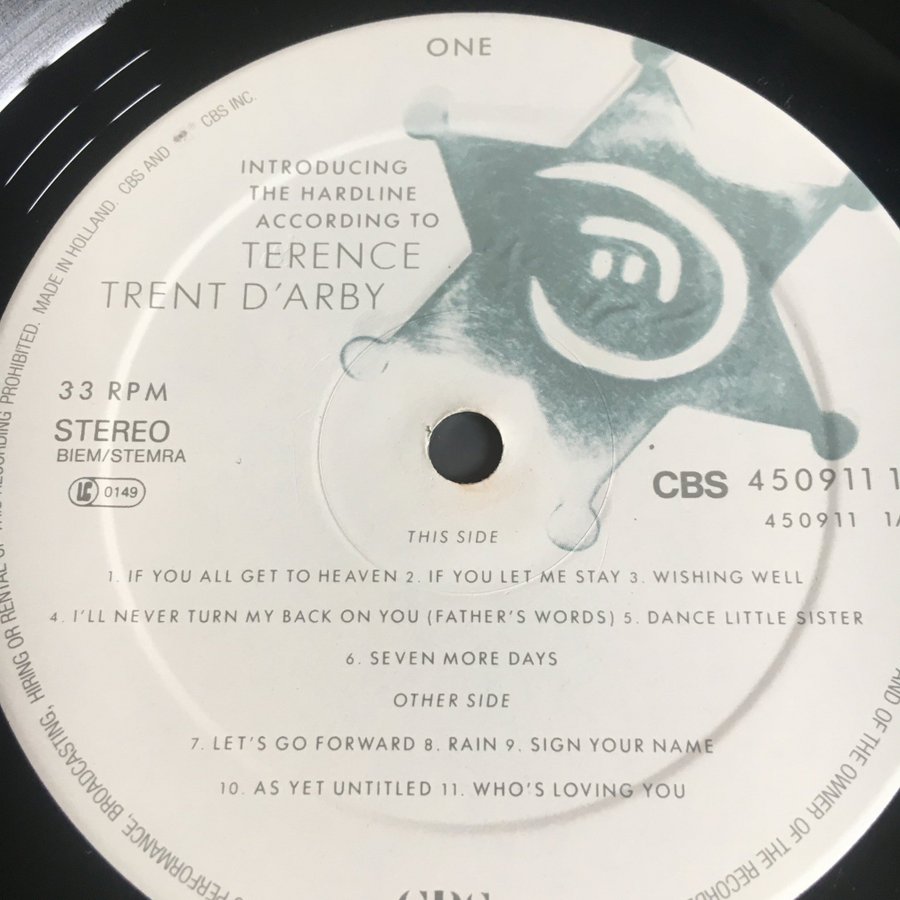 ONE
INTRODUCING
THE HARDLINE
ACCORDING TO
TERENCE
TRENT D'ARBY
33 RPM
STEREO
BIEM/STEMRA
LC 0149
CBS 450911 1
450911 1A
THIS SIDE
1. IF YOU ALL GET TO HEAVEN 2. IF YOU LET ME STAY 3. WISHING WELL
4. I'LL NEVER TURN MY BACK ON YOU (FATHER'S WORDS) 5. DANCE LITTLE SISTER
6. SEVEN MORE DAYS
OTHER SIDE
7. LET'S GO FORWARD 8. RAIN 9. SIGN YOUR NAME
10. AS YET UNTITLED 11. WHO'S LOVING YOU
AND OF THE OWNER OF THE RECORDED
PERFORMANCE, BROADCASTING, HIRING OR RENTAL OF THIS RECORDING PROHIBITED. MADE IN HOLLAND. CBS AND CBS INC.